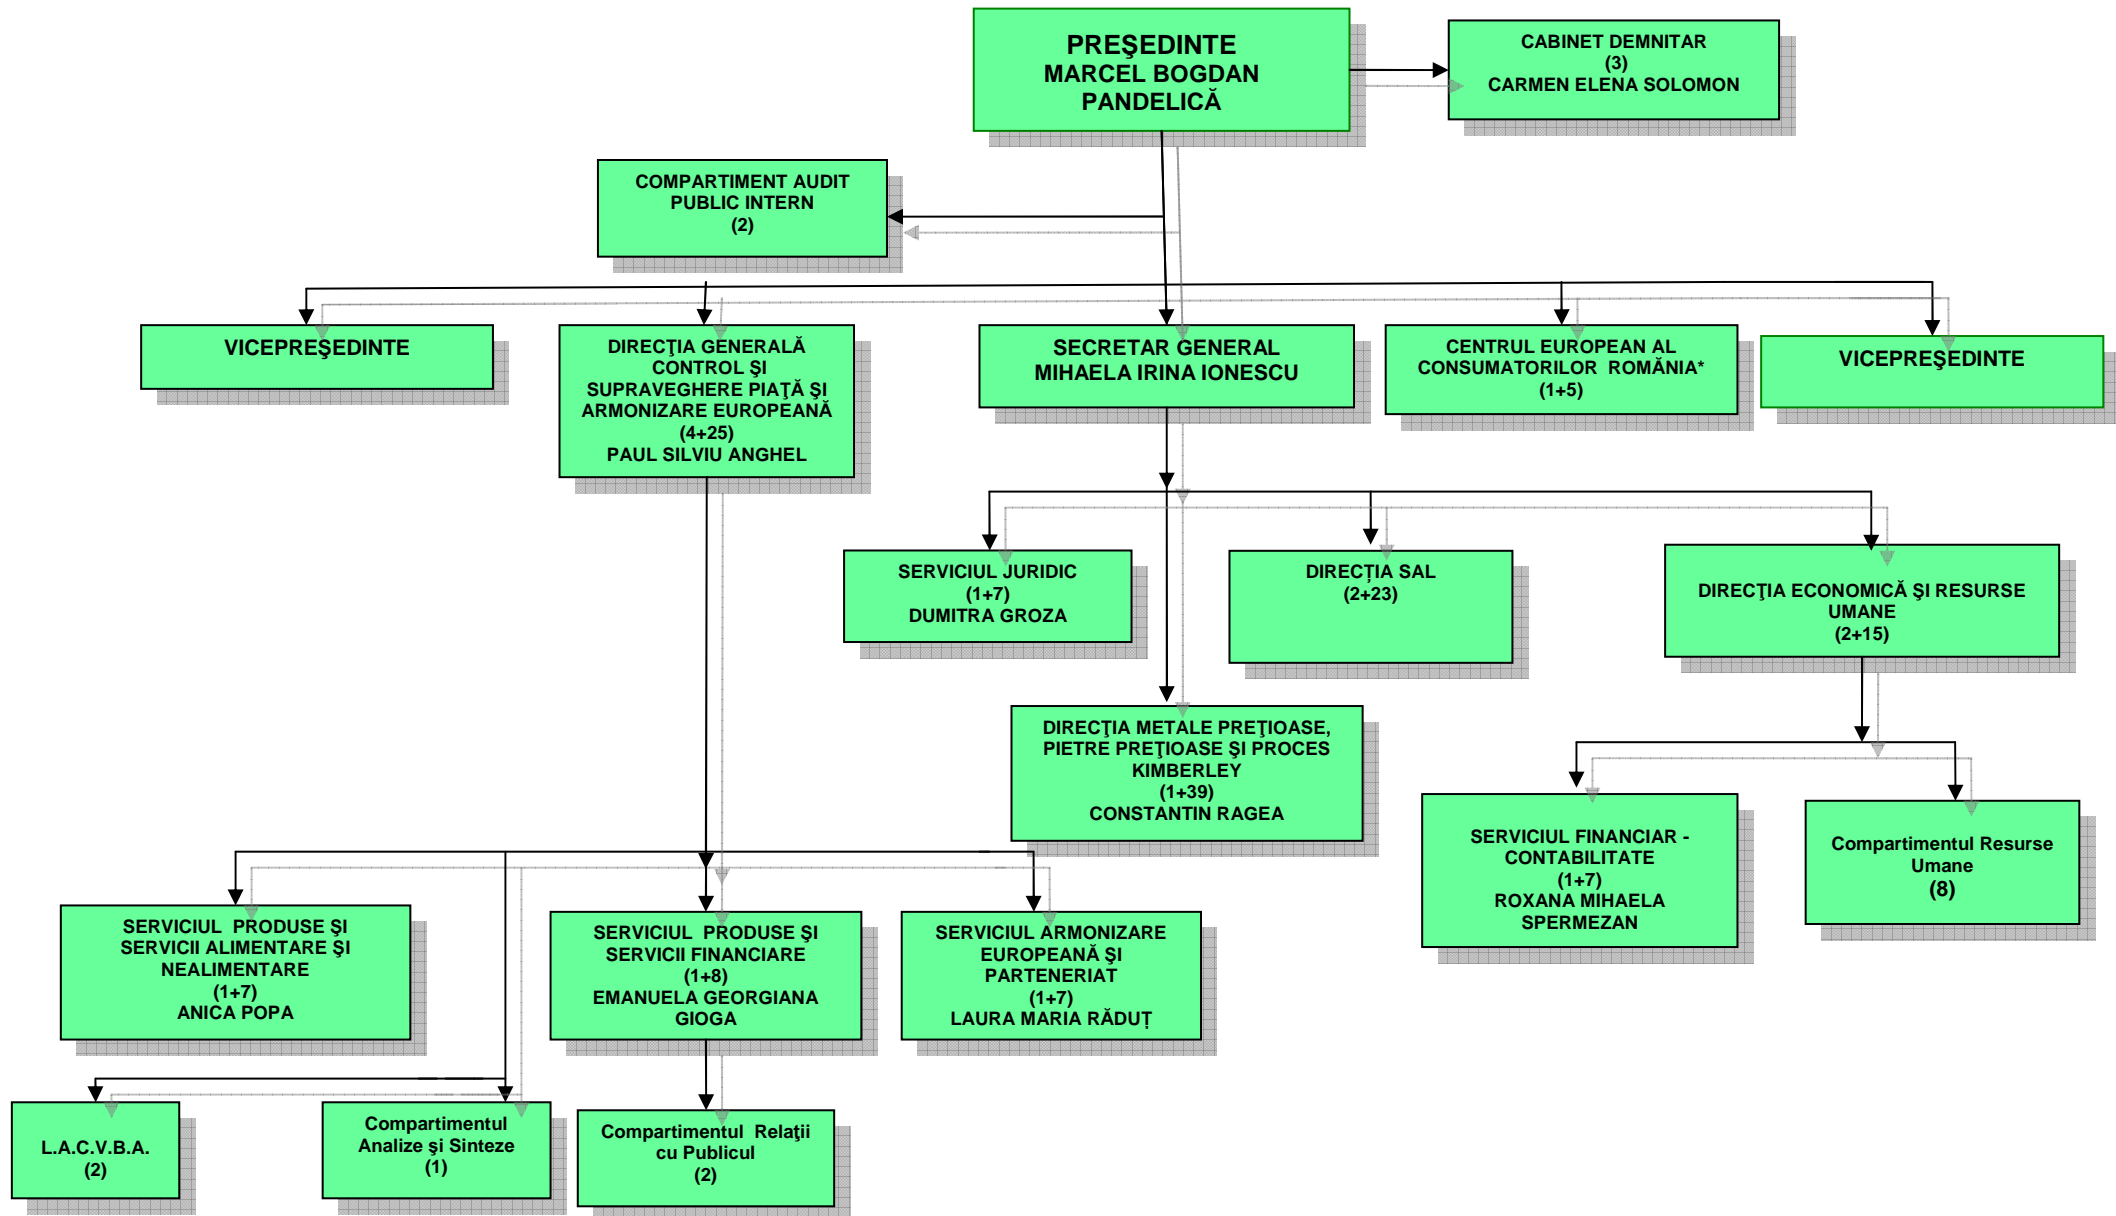 PREŞEDINTE
MARCEL BOGDAN
PANDELICĂ
CABINET DEMNITAR
(3)
CARMEN ELENA SOLOMON
COMPARTIMENT AUDIT
PUBLIC INTERN
(2)
VICEPREŞEDINTE
DIRECŢIA GENERALĂ
CONTROL ŞI
SUPRAVEGHERE PIAŢĂ ŞI
ARMONIZARE EUROPEANĂ
(4+25)
PAUL SILVIU ANGHEL
SECRETAR GENERAL
MIHAELA IRINA IONESCU
CENTRUL EUROPEAN AL
CONSUMATORILOR ROMĂNIA*
(1+5)
VICEPREŞEDINTE
SERVICIUL JURIDIC
(1+7)
DUMITRA GROZA
DIRECȚIA SAL
(2+23)
DIRECŢIA ECONOMICĂ ŞI RESURSE
UMANE
(2+15)
DIRECŢIA METALE PREŢIOASE,
PIETRE PREŢIOASE ŞI PROCES
KIMBERLEY
(1+39)
CONSTANTIN RAGEA
SERVICIUL FINANCIAR -
CONTABILITATE
(1+7)
ROXANA MIHAELA
SPERMEZAN
Compartimentul Resurse
Umane
(8)
SERVICIUL PRODUSE ŞI
SERVICII ALIMENTARE ŞI
NEALIMENTARE
(1+7)
ANICA POPA
SERVICIUL PRODUSE ŞI
SERVICII FINANCIARE
(1+8)
EMANUELA GEORGIANA
GIOGA
SERVICIUL ARMONIZARE
EUROPEANĂ ŞI
PARTENERIAT
(1+7)
LAURA MARIA RĂDUȚ
L.A.C.V.B.A.
(2)
Compartimentul
Analize şi Sinteze
(1)
Compartimentul Relaţii
cu Publicul
(2)